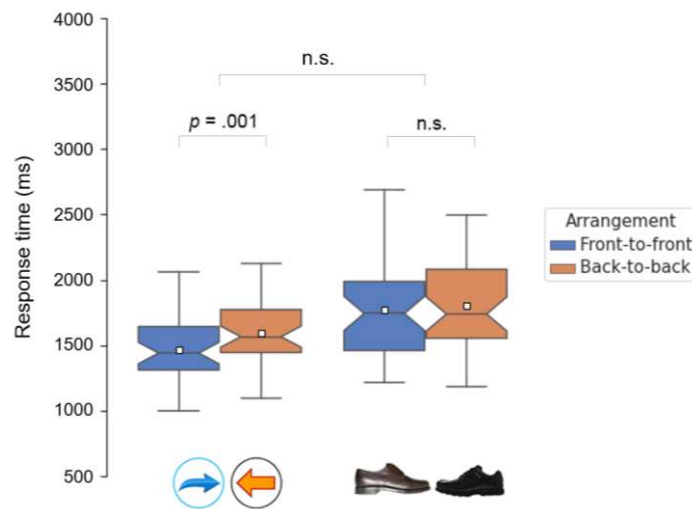 4000
3500
3000
2500
2000
1500
1000
500
Response time (ms)
n.s.
p = .001
n.s.
Arrangement
Front-to-front
Back-to-back